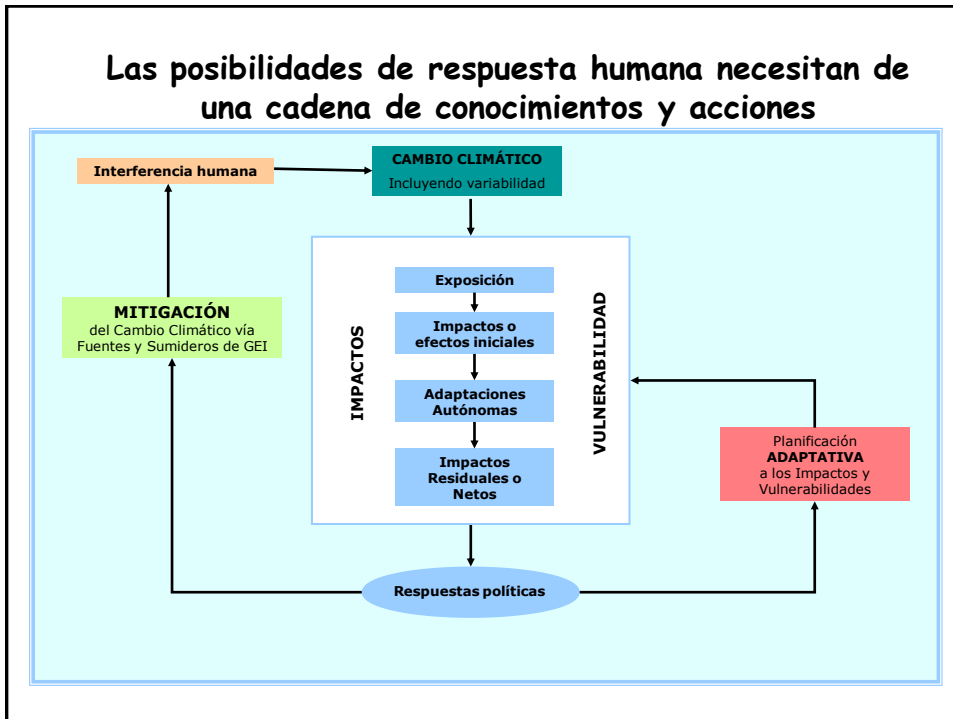 Las posibilidades de respuesta humana necesitan de
una cadena de conocimientos y acciones
Interferencia humana
CAMBIO CLIMÁTICO
Incluyendo variabilidad
MITIGACIÓN
del Cambio Climático vía
Fuentes y Sumideros de GEI
IMPACTOS
Exposición
Impactos o
efectos iniciales
Adaptaciones
Autónomas
Impactos
Residuales o
Netos
VULNERABILIDAD
Planificación
ADAPTATIVA
a los Impactos y
Vulnerabilidades
Respuestas políticas